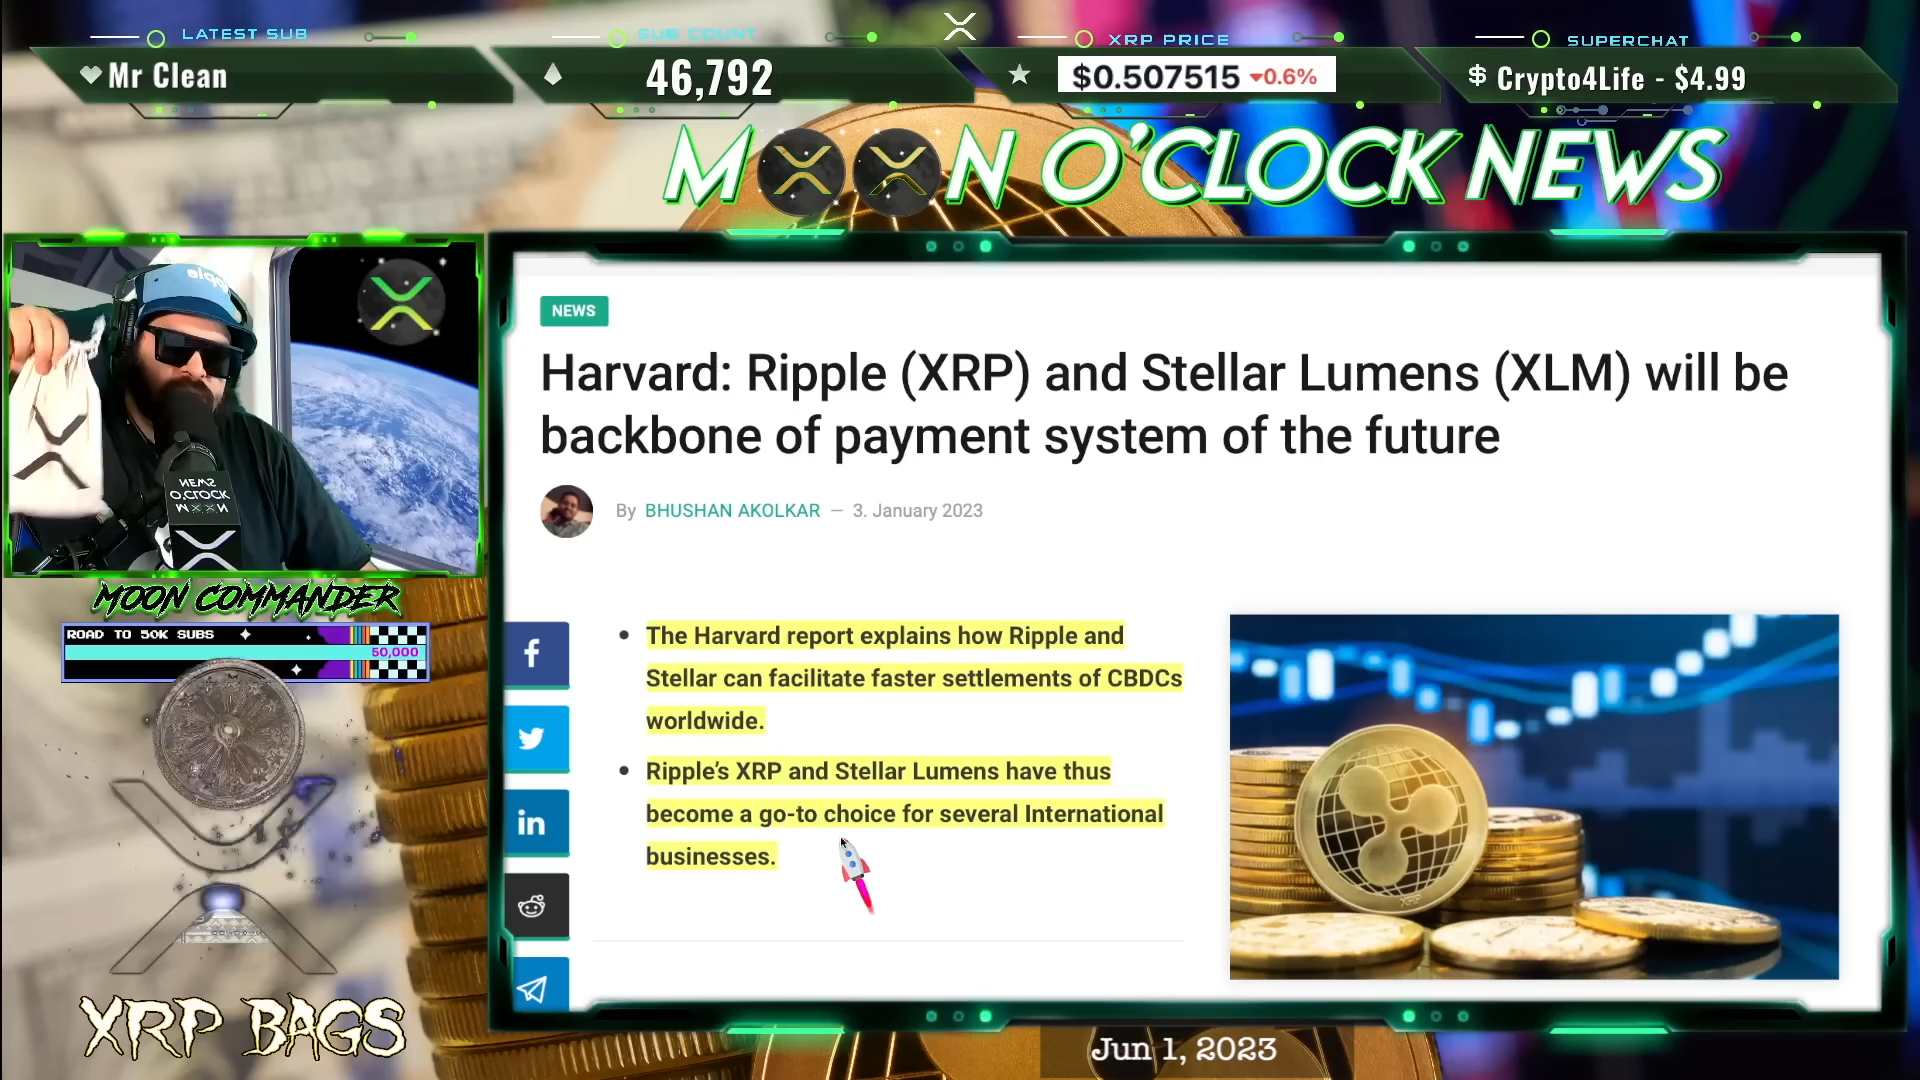 LATEST SUB
Mr Clean
SUB COUNT
46,792
XRP PRICE
$0.507515 0.6%
SUPERCHAT
Crypto4Life - $4.99
MOON O'CLOCK NEWS
NEWS
Harvard: Ripple (XRP) and Stellar Lumens (XLM) will be
backbone of payment system of the future
By BHUSHAN AKOLKAR — 3. January 2023
The Harvard report explains how Ripple and
Stellar can facilitate faster settlements of CBDCs
worldwide.
Ripple's XRP and Stellar Lumens have thus
become a go-to choice for several International
businesses.
XRP
NEWS
O'CLOCK
MOON
MOON COMMANDER
ROAD TO 50K SUBS
50,000
XRP BAGS
Jun 1, 2023